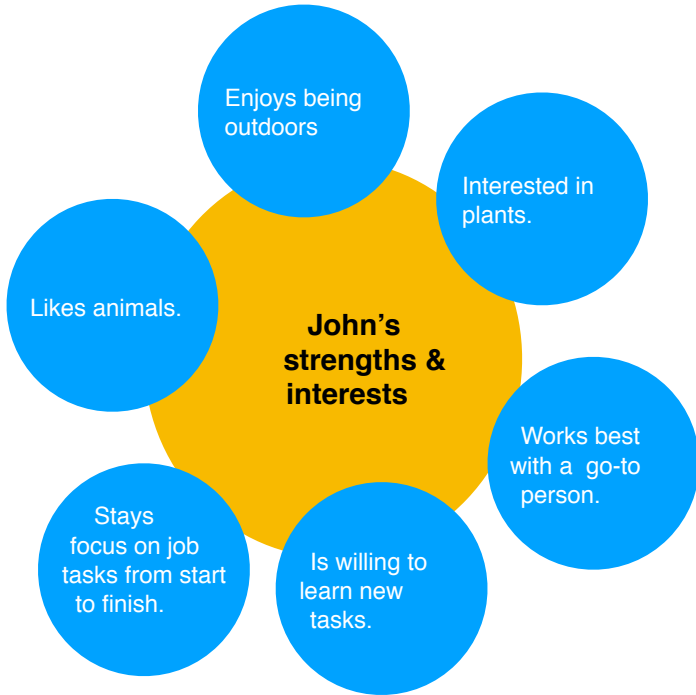 Enjoys being
outdoors
Interested in
plants.
Likes animals.
John’s
strengths &
interests
Works best
with a  go-to
person.
Stays
focus on job
tasks from start
to finish.
Is willing to
learn new
tasks.